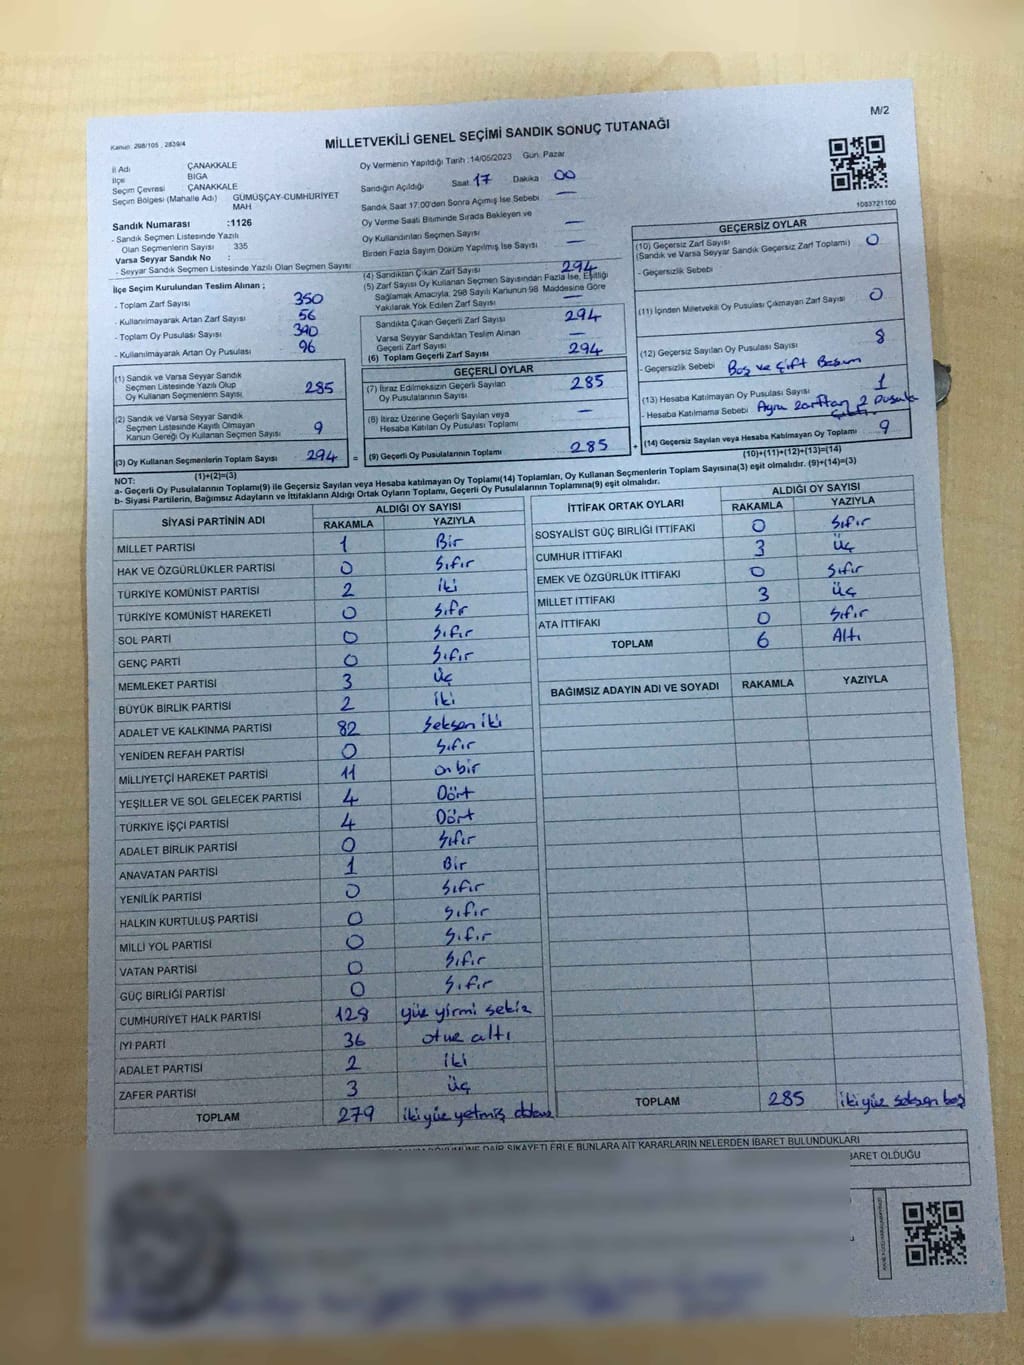 M/2
Kanun: 298/105 , 2839/4
MİLLETVEKİLİ GENEL SEÇİMİ SANDIK SONUÇ TUTANAĞI
İl Adı ÇANAKKALE
İlçe BİGA
Seçim Çevresi ÇANAKKALE
Seçim Bölgesi (Mahalle Adı) GÜMÜŞÇAY-CUMHURİYET MAH
Sandık Numarası :1126
- Sandık Seçmen Listesinde Yazılı
Olan Seçmenlerin Sayısı : 335
Varsa Seyyar Sandık No :
- Seyyar Sandık Seçmen Listesinde Yazılı Olan Seçmen Sayısı
Oy Vermenin Yapıldığı Tarih :14/05/2023 Gün: Pazar
Sandığın Açıldığı Saat 17 Dakika 00
Sandık Saat 17:00'den Sonra Açımış İse Sebebi —
Oy Verme Saati Bitiminde Sırada Bekleyen ve
Oy Kullandırılan Seçmen Sayısı —
Birden Fazla Sayım Döküm Yapılmış İse Sayısı —
1083721100
İlçe Seçim Kurulundan Teslim Alınan ;
- Toplam Zarf Sayısı 350
- Kullanılmayarak Artan Zarf Sayısı 56
- Toplam Oy Pusulası Sayısı 390
- Kullanılmayarak Artan Oy Pusulası 96
(1) Sandık ve Varsa Seyyar Sandık
Seçmen Listesinde Yazılı Olup
Oy Kullanan Seçmenlerin Sayısı 285
(2) Sandık ve Varsa Seyyar Sandık
Seçmen Listesinde Kayıtlı Olmayan
Kanun Gereği Oy Kullanan Seçmen Sayısı 9
(3) Oy Kullanan Seçmenlerin Toplam Sayısı 294 =
(1)+(2)=(3)
(4) Sandıktan Çıkan Zarf Sayısı 294
(5) Zarf Sayısı Oy Kullanan Seçmen Sayısından Fazla İse, Eşitliği
Sağlamak Amacıyla, 298 Sayılı Kanunun 98 Maddesine Göre
Yakılarak Yok Edilen Zarf Sayısı —
Sandıkta Çıkan Geçerli Zarf Sayısı 294
Varsa Seyyar Sandıktan Teslim Alınan
Geçerli Zarf Sayısı —
(6) Toplam Geçerli Zarf Sayısı 294
GEÇERLİ OYLAR
(7) İtiraz Edilmeksizin Geçerli Sayılan
Oy Pusulalarının Sayısı 285
(8) İtiraz Üzerine Geçerli Sayılan veya
Hesaba Katılan Oy Pusulası Toplamı —
(9) Geçerli Oy Pusulalarının Toplamı 285 +
GEÇERSİZ OYLAR
(10) Geçersiz Zarf Sayısı
(Sandık ve Varsa Seyyar Sandık Geçersiz Zarf Toplamı) 0
- Geçersizlik Sebebi
(11) İçinden Milletvekili Oy Pusulası Çıkmayan Zarf Sayısı 0
(12) Geçersiz Sayılan Oy Pusulası Sayısı 8
- Geçersizlik Sebebi Boş ve Çift Basım
(13) Hesaba Katılmayan Oy Pusulası Sayısı 1
- Hesaba Katılmama Sebebi Aynı zarftan 2 Pusula
(14) Geçersiz Sayılan veya Hesaba Katılmayan Oy Toplamı 9
(10)+(11)+(12)+(13)=(14)
NOT:
a- Geçerli Oy Pusulalarının Toplamı(9) ile Geçersiz Sayılan veya Hesaba katılmayan Oy Toplamı(14) Toplamları, Oy Kullanan Seçmenlerin Toplam Sayısına(3) eşit olmalıdır. (9)+(14)=(3)
b- Siyasi Partilerin, Bağımsız Adayların ve İttifakların Aldığı Ortak Oyların Toplamı, Geçerli Oy Pusulalarının Toplamına(9) eşit olmalıdır.
SİYASİ PARTİNİN ADI ALDIĞI OY SAYISI
RAKAMLA YAZIYLA
MİLLET PARTİSİ 1 Bir
HAK VE ÖZGÜRLÜKLER PARTİSİ 0 Sıfır
TÜRKİYE KOMÜNİST PARTİSİ 2 iki
TÜRKİYE KOMÜNİST HAREKETİ 0 Sıfır
SOL PARTİ 0 Sıfır
GENÇ PARTİ 0 Sıfır
MEMLEKET PARTİSİ 3 Üç
BÜYÜK BİRLİK PARTİSİ 2 iki
ADALET VE KALKINMA PARTİSİ 82 Seksen iki
YENİDEN REFAH PARTİSİ 0 Sıfır
MİLLİYETÇİ HAREKET PARTİSİ 11 on bir
YEŞİLLER VE SOL GELECEK PARTİSİ 4 Dört
TÜRKİYE İŞÇİ PARTİSİ 4 Dört
ADALET BİRLİK PARTİSİ 0 Sıfır
ANAVATAN PARTİSİ 1 Bir
YENİLİK PARTİSİ 0 Sıfır
HALKIN KURTULUŞ PARTİSİ 0 Sıfır
MİLLİ YOL PARTİSİ 0 Sıfır
VATAN PARTİSİ 0 Sıfır
GÜÇ BİRLİĞİ PARTİSİ 0 Sıfır
CUMHURİYET HALK PARTİSİ 128 yüz yirmi sekiz
İYİ PARTİ 36 otuz altı
ADALET PARTİSİ 2 iki
ZAFER PARTİSİ 3 üç
TOPLAM 279 ikiyüz yetmiş dokuz
İTTİFAK ORTAK OYLARI ALDIĞI OY SAYISI
RAKAMLA YAZIYLA
SOSYALİST GÜÇ BİRLİĞİ İTTİFAKI 0 Sıfır
CUMHUR İTTİFAKI 3 Üç
EMEK VE ÖZGÜRLÜK İTTİFAKI 0 Sıfır
MİLLET İTTİFAKI 3 Üç
ATA İTTİFAKI 0 Sıfır
TOPLAM 6 Altı
BAĞIMSIZ ADAYIN ADI VE SOYADI RAKAMLA YAZIYLA
TOPLAM 285 ikiyüz seksen beş
DÖKÜMÜNE DAİR ŞİKAYETLERLE BUNLARA AİT KARARLARIN NELERDEN İBARET BULUNDUKLARI
BARET OLDUĞU